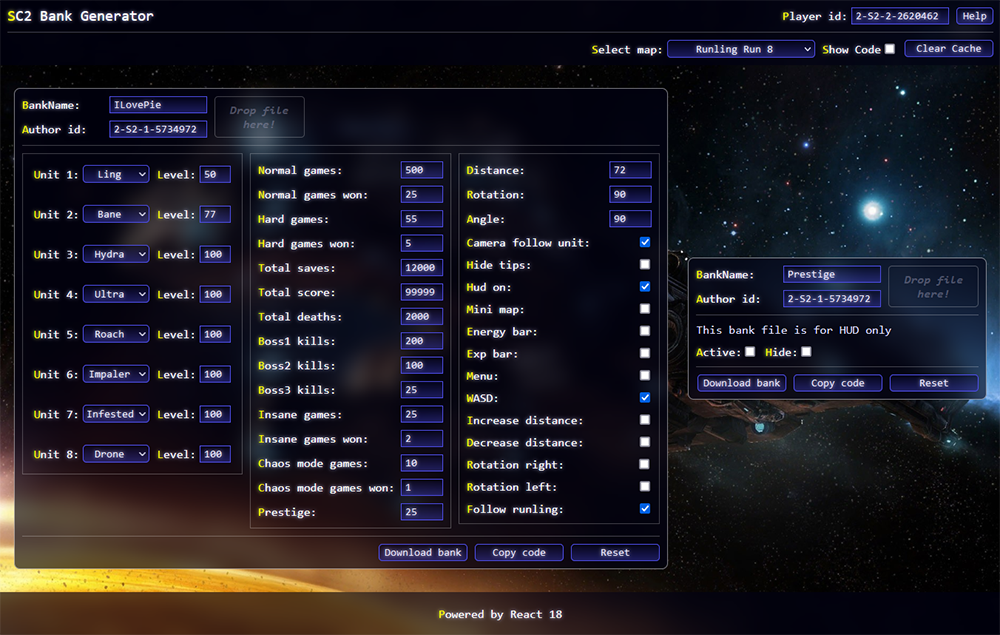 SC2 Bank Generator
Player id: 2-S2-2-2620462 Help
Select map: Runling Run 8 Show Code Clear Cache
BankName: ILovePie
Author id: 2-S2-1-5734972
Drop file
here!
Unit 1: Ling Level: 50
Unit 2: Bane Level: 77
Unit 3: Hydra Level: 100
Unit 4: Ultra Level: 100
Unit 5: Roach Level: 100
Unit 6: Impaler Level: 100
Unit 7: Infested Level: 100
Unit 8: Drone Level: 100
Normal games: 500
Normal games won: 25
Hard games: 55
Hard games won: 5
Total saves: 12000
Total score: 99999
Total deaths: 2000
Boss1 kills: 200
Boss2 kills: 100
Boss3 kills: 25
Insane games: 25
Insane games won: 2
Chaos mode games: 10
Chaos mode games won: 1
Prestige: 25
Distance: 72
Rotation: 90
Angle: 90
Camera follow unit:
Hide tips:
Hud on:
Mini map:
Energy bar:
Exp bar:
Menu:
WASD:
Increase distance:
Decrease distance:
Rotation right:
Rotation left:
Follow runling:
Download bank Copy code Reset
BankName: Prestige
Author id: 2-S2-1-5734972
Drop file
here!
This bank file is for HUD only
Active: Hide:
Download bank Copy code Reset
Powered by React 18